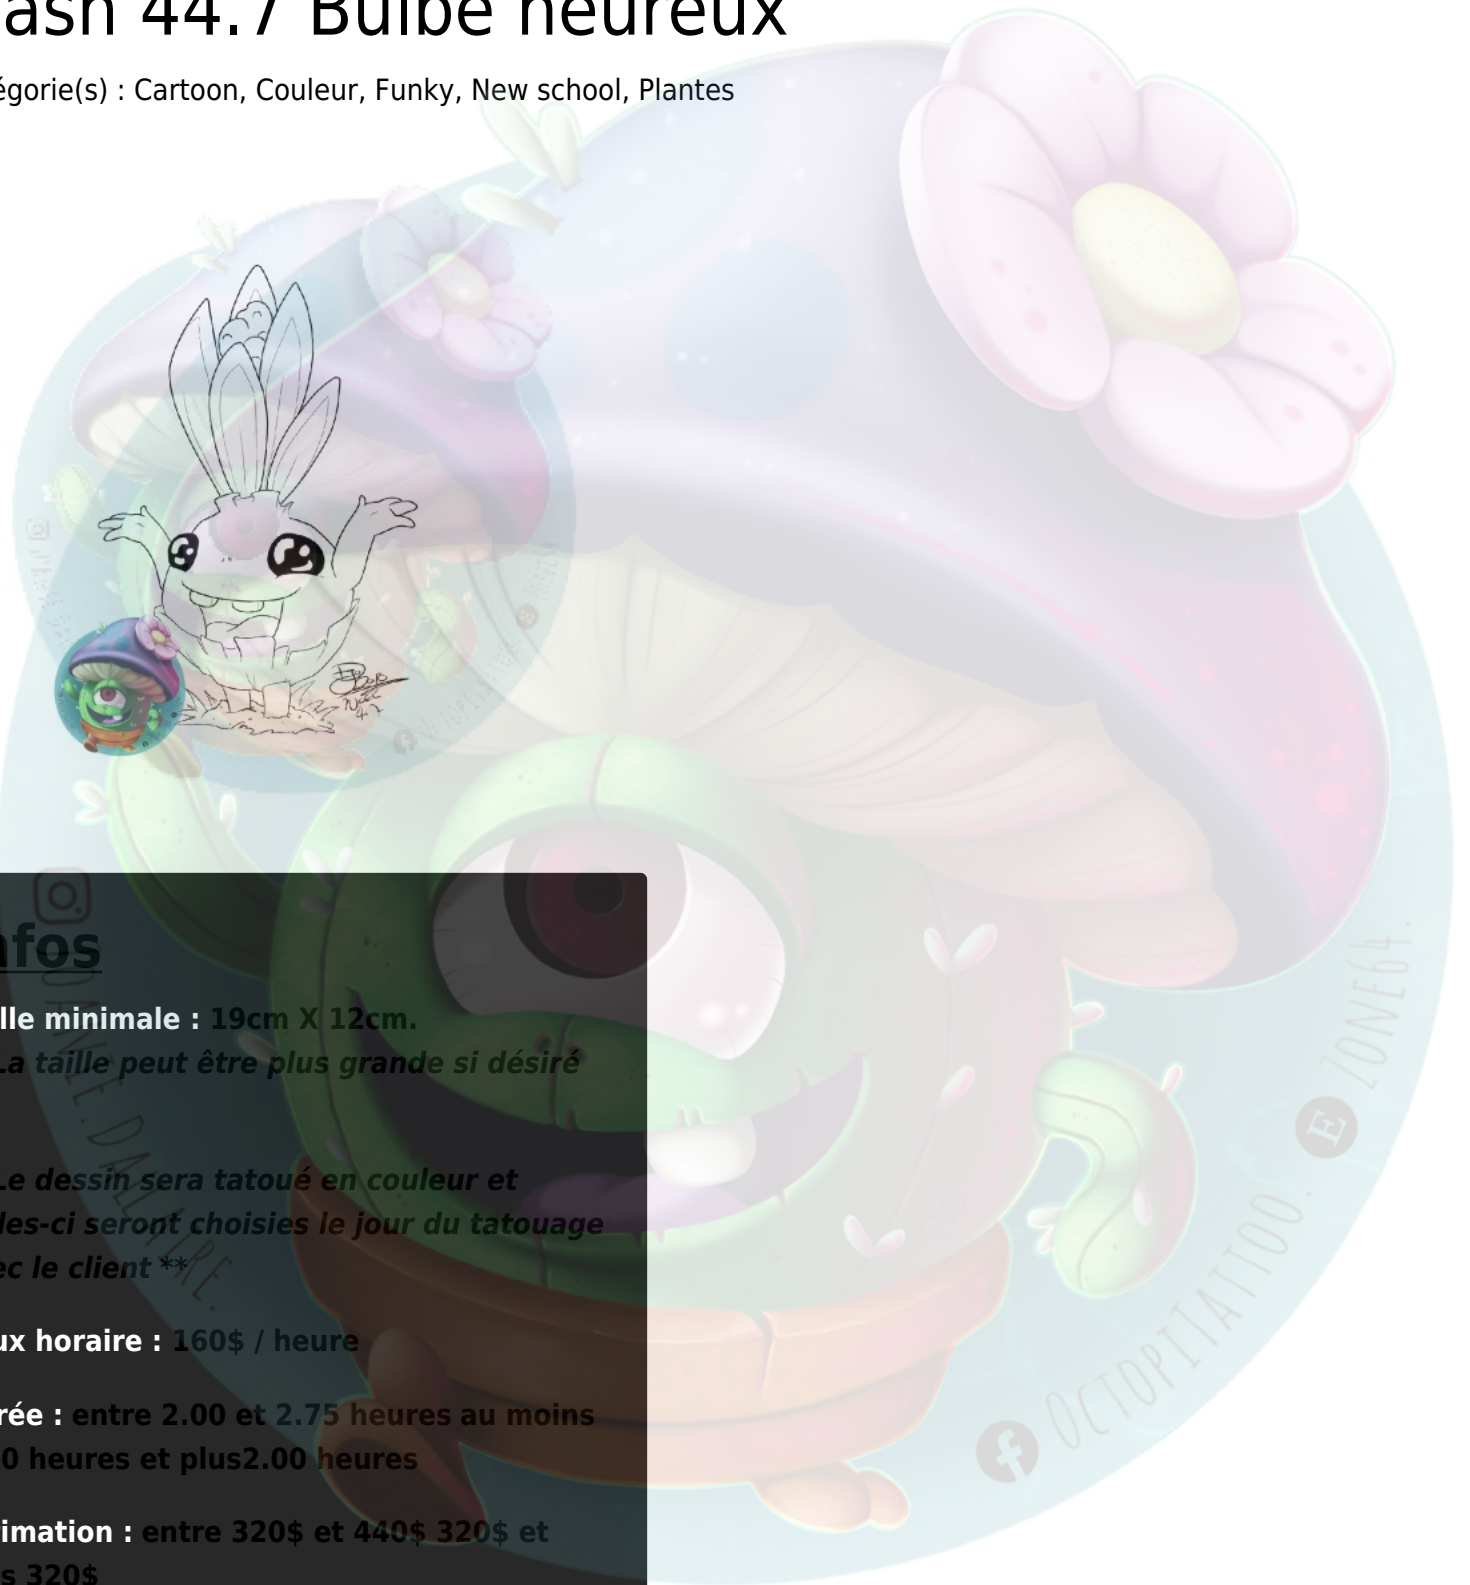 ash 44.7 Bulbe heureux
égorie(s) : Cartoon, Couleur, Funky, New school, Plantes
nfos
lle minimale : 19cm X 12cm.
La taille peut être plus grande si désiré
Le dessin sera tatoué en couleur et
les-ci seront choisies le jour du tatouage
ec le client **
ux horaire : 160$ / heure
rée : entre 2.00 et 2.75 heures au moins
0 heures et plus2.00 heures
imation : entre 320$ et 440$ 320$ et
s 320$
DALLAIRE.
OCTOPITATTOO.
E ZONE64.